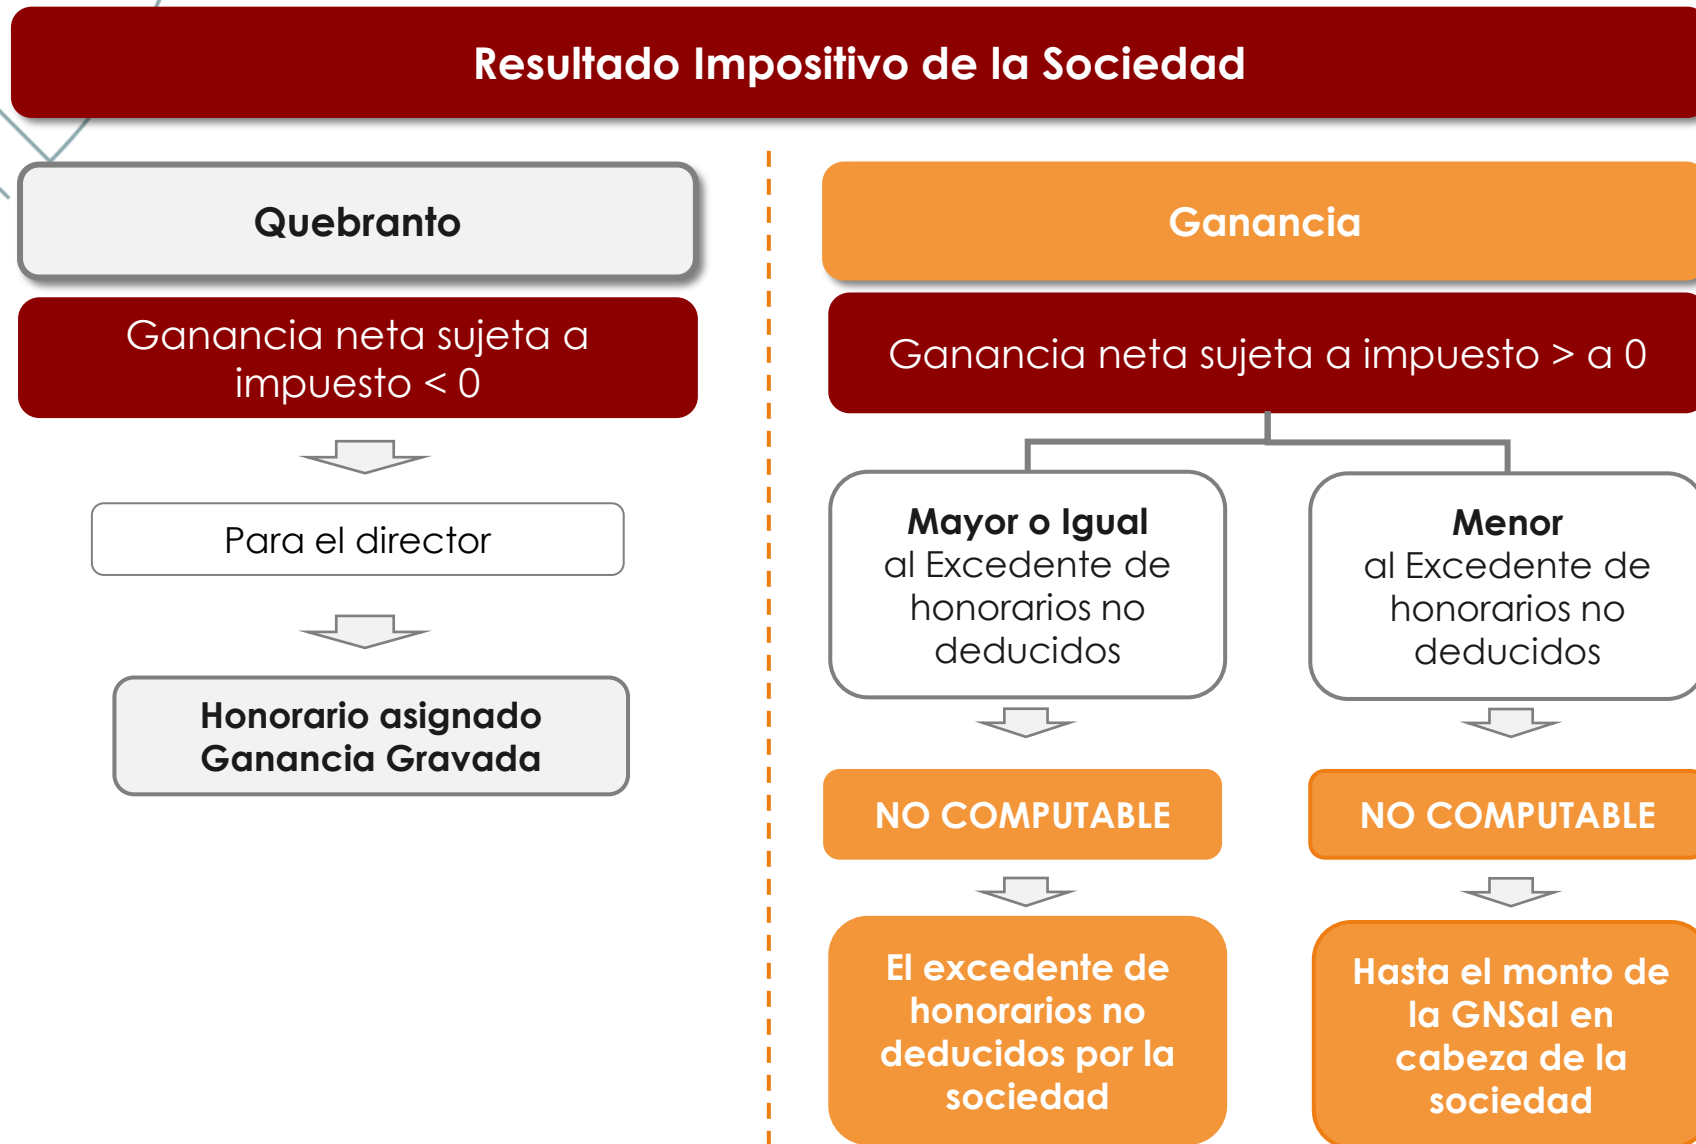 Resultado Impositivo de la Sociedad
Quebranto
Ganancia neta sujeta a
impuesto < 0
Para el director
Honorario asignado
Ganancia Gravada
Ganancia
Ganancia neta sujeta a impuesto > a 0
Mayor o Igual
al Excedente de
honorarios no
deducidos
NO COMPUTABLE
El excedente de
honorarios no
deducidos por la
sociedad
Menor
al Excedente de
honorarios no
deducidos
NO COMPUTABLE
Hasta el monto de
la GNSaI en
cabeza de la
sociedad